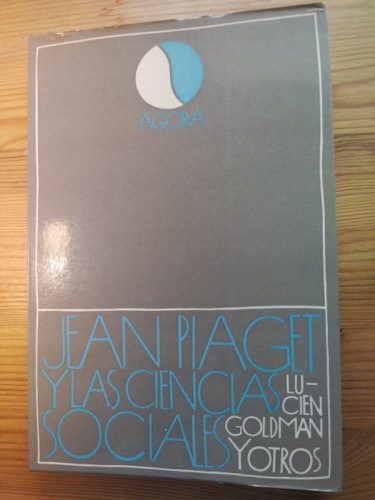 ÁGORA
JEAN PIAGET
Y LAS CIENCIAS
SOCIALES
LU-
CIEN
GOLDMAN
Y OTROS